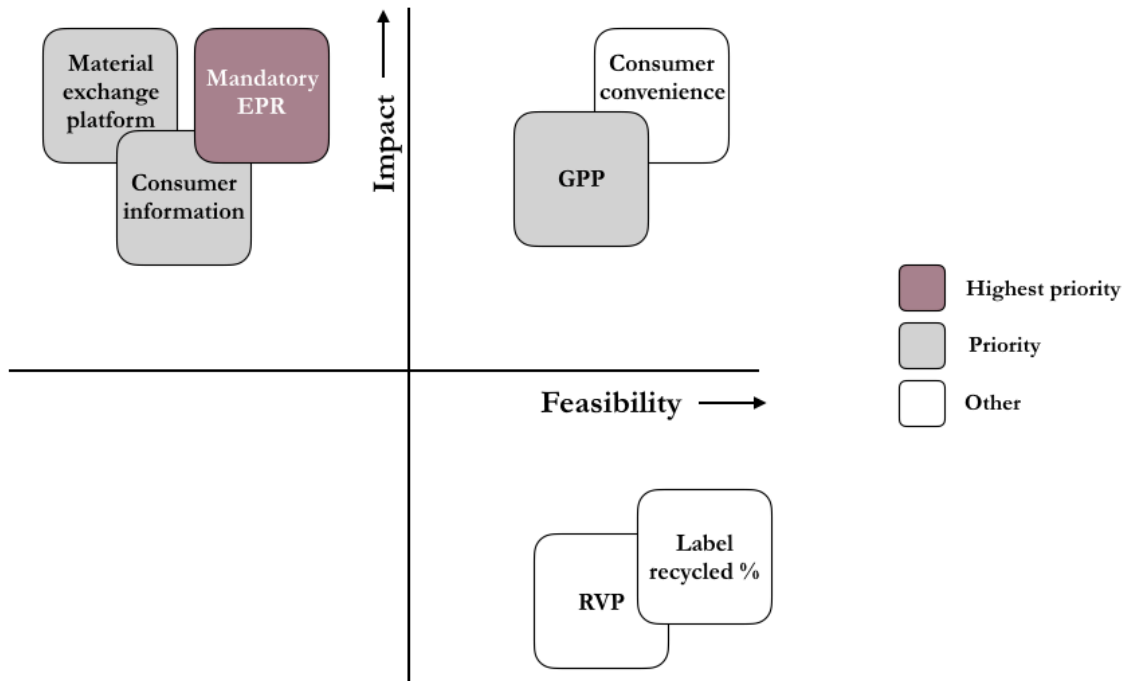 Material
exchange
platform
Mandatory
EPR
Consumer
information
Impact
Consumer
convenience
GPP
Highest priority
Priority
Other
Feasibility
Label
recycled %
RVP